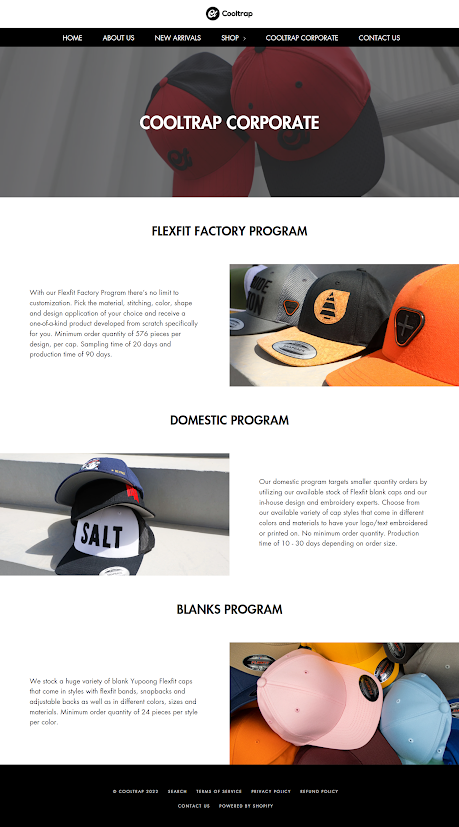 Cooltrap
HOME ABOUT US NEW ARRIVALS SHOP COOLTRAP CORPORATE CONTACT US
COOLTRAP CORPORATE
FLEXFIT FACTORY PROGRAM
With our Flexfit Factory Program there's no limit to
customization. Pick the material, stitching, color, shape
and design application of your choice and receive a
one-of-a-kind product developed from scratch specifically
for you. Minimum order quantity of 576 pieces per
design, per cap. Sampling time of 20 days and
production time of 90 days.
DOMESTIC PROGRAM
SALT
Our domestic program targets smaller quantity orders by
utilizing our available stock of Flexfit blank caps and our
in-house design and embroidery experts. Choose from
our available variety of cap styles that come in different
colors and materials to have your logo/text embroidered
or printed on. No minimum order quantity. Production
time of 10 - 30 days depending on order size.
BLANKS PROGRAM
We stock a huge variety of blank Yupoong Flexfit caps
that come in styles with flexfit bands, snapbacks and
adjustable backs as well as in different colors, sizes and
materials. Minimum order quantity of 24 pieces per style
per color.
© COOLTRAP 2022 SEARCH TERMS OF SERVICE PRIVACY POLICY REFUND POLICY
CONTACT US POWERED BY SHOPIFY